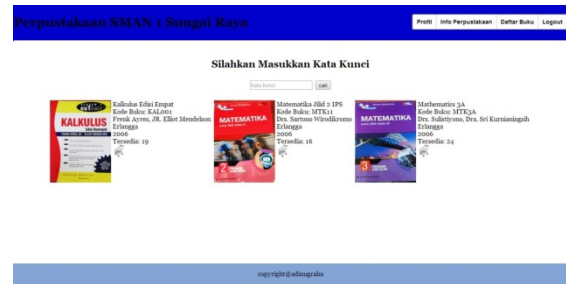 Perpustakaan SMAN 1 Sungai Raya
Profil
Info Perpustakaan
Daftar Buku
Logout
Silahkan Masukkan Kata Kunci
kata kunci
cari
KALKULUS
Kalkulus Edisi Empat
Kode Buku: KAL001
Frenk Ayres, JR. Elliot Mendelson
Erlangga
2006
Tersedia: 19
MATEMATIKA
2
Matematika Jilid 2 IPS
Kode Buku: MTK11
Drs. Sartono Wirodikromo
Erlangga
2006
Tersedia: 16
MATEMATIKA
3
Mathematics 3A
Kode Buku: MTK3A
Drs. Sulistiyono, Dra. Sri Kurnianingsih
Erlangga
2006
Tersedia: 24
copyright@adinugraha